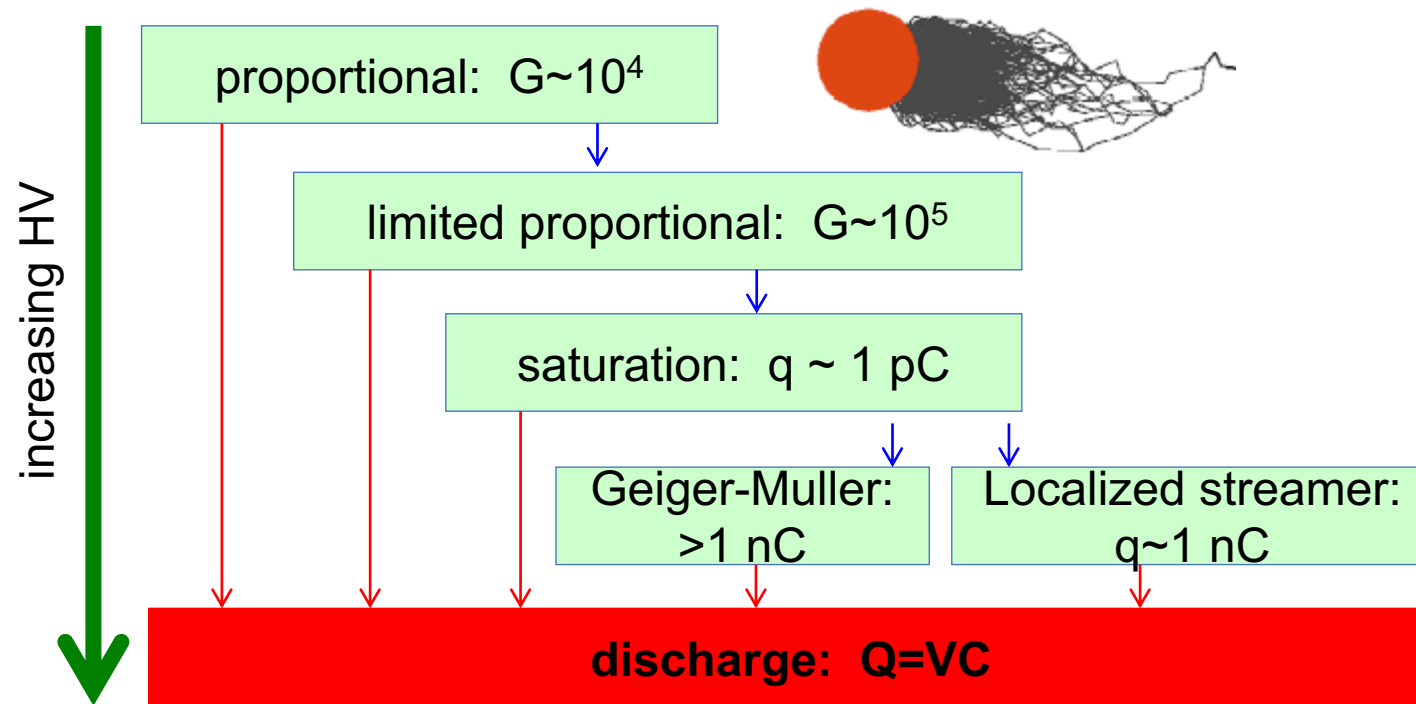 proportional: G~10⁴
limited proportional: G~10⁵
increasing HV
saturation: q ~ 1 pC
Geiger-Muller:
>1 nC
Localized streamer:
q~1 nC
discharge: Q=VC